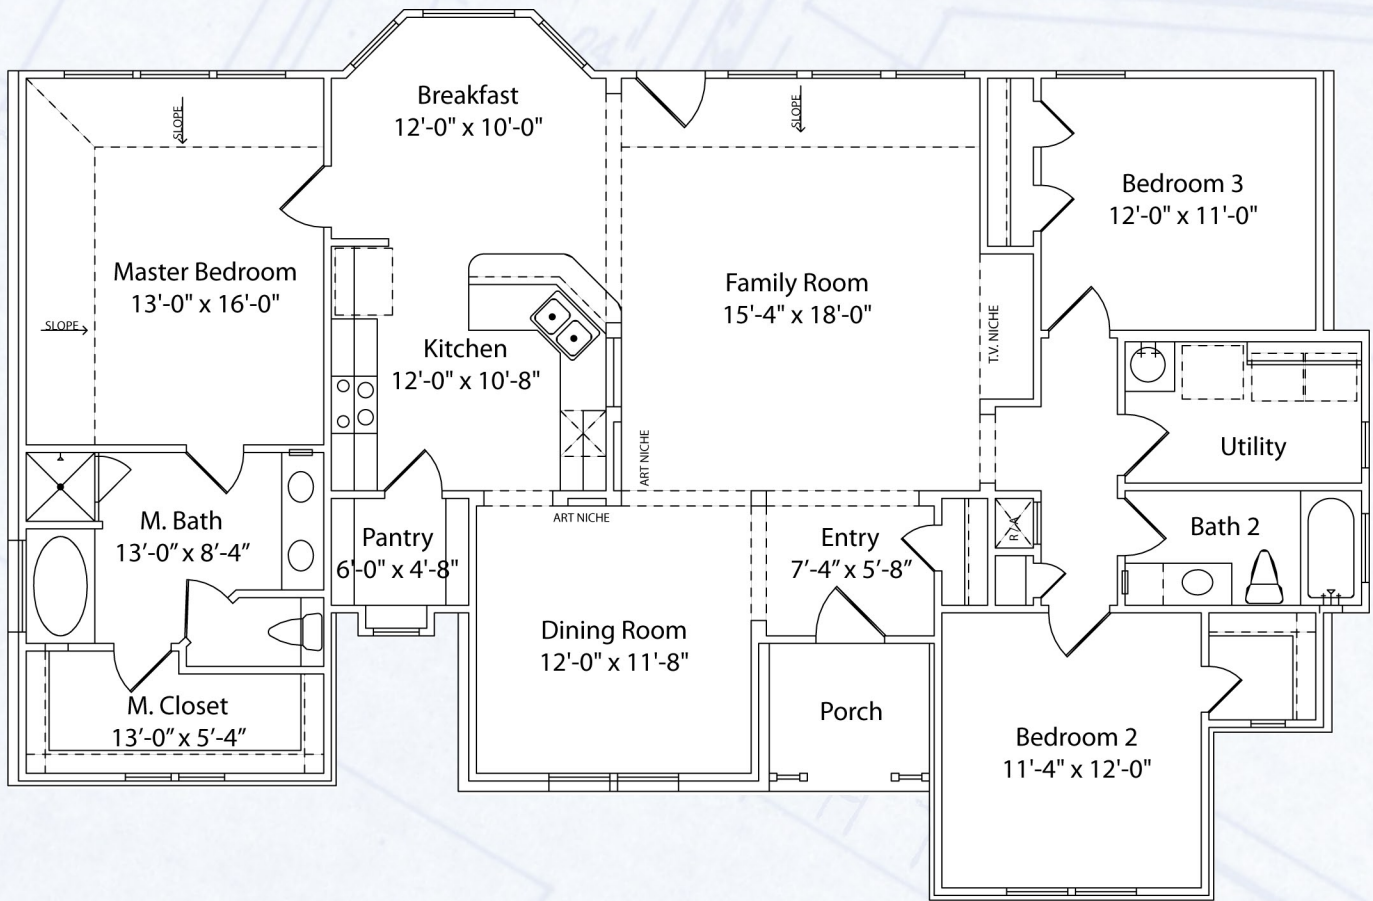 Breakfast
12'-0" x 10'-0"
SLOPE
SLOPE
Bedroom 3
12'-0" x 11'-0"
Master Bedroom
13'-0" x 16'-0"
Family Room
15'-4" x 18'-0"
SLOPE
T.V. NICHE
Kitchen
12'-0" x 10'-8"
Utility
ART NICHE
M. Bath
13'-0" x 8'-4"
ART NICHE
Pantry
6'-0" x 4'-8"
Entry
7'-4" x 5'-8"
R/A
Bath 2
Dining Room
12'-0" x 11'-8"
M. Closet
13'-0" x 5'-4"
Porch
Bedroom 2
11'-4" x 12'-0"